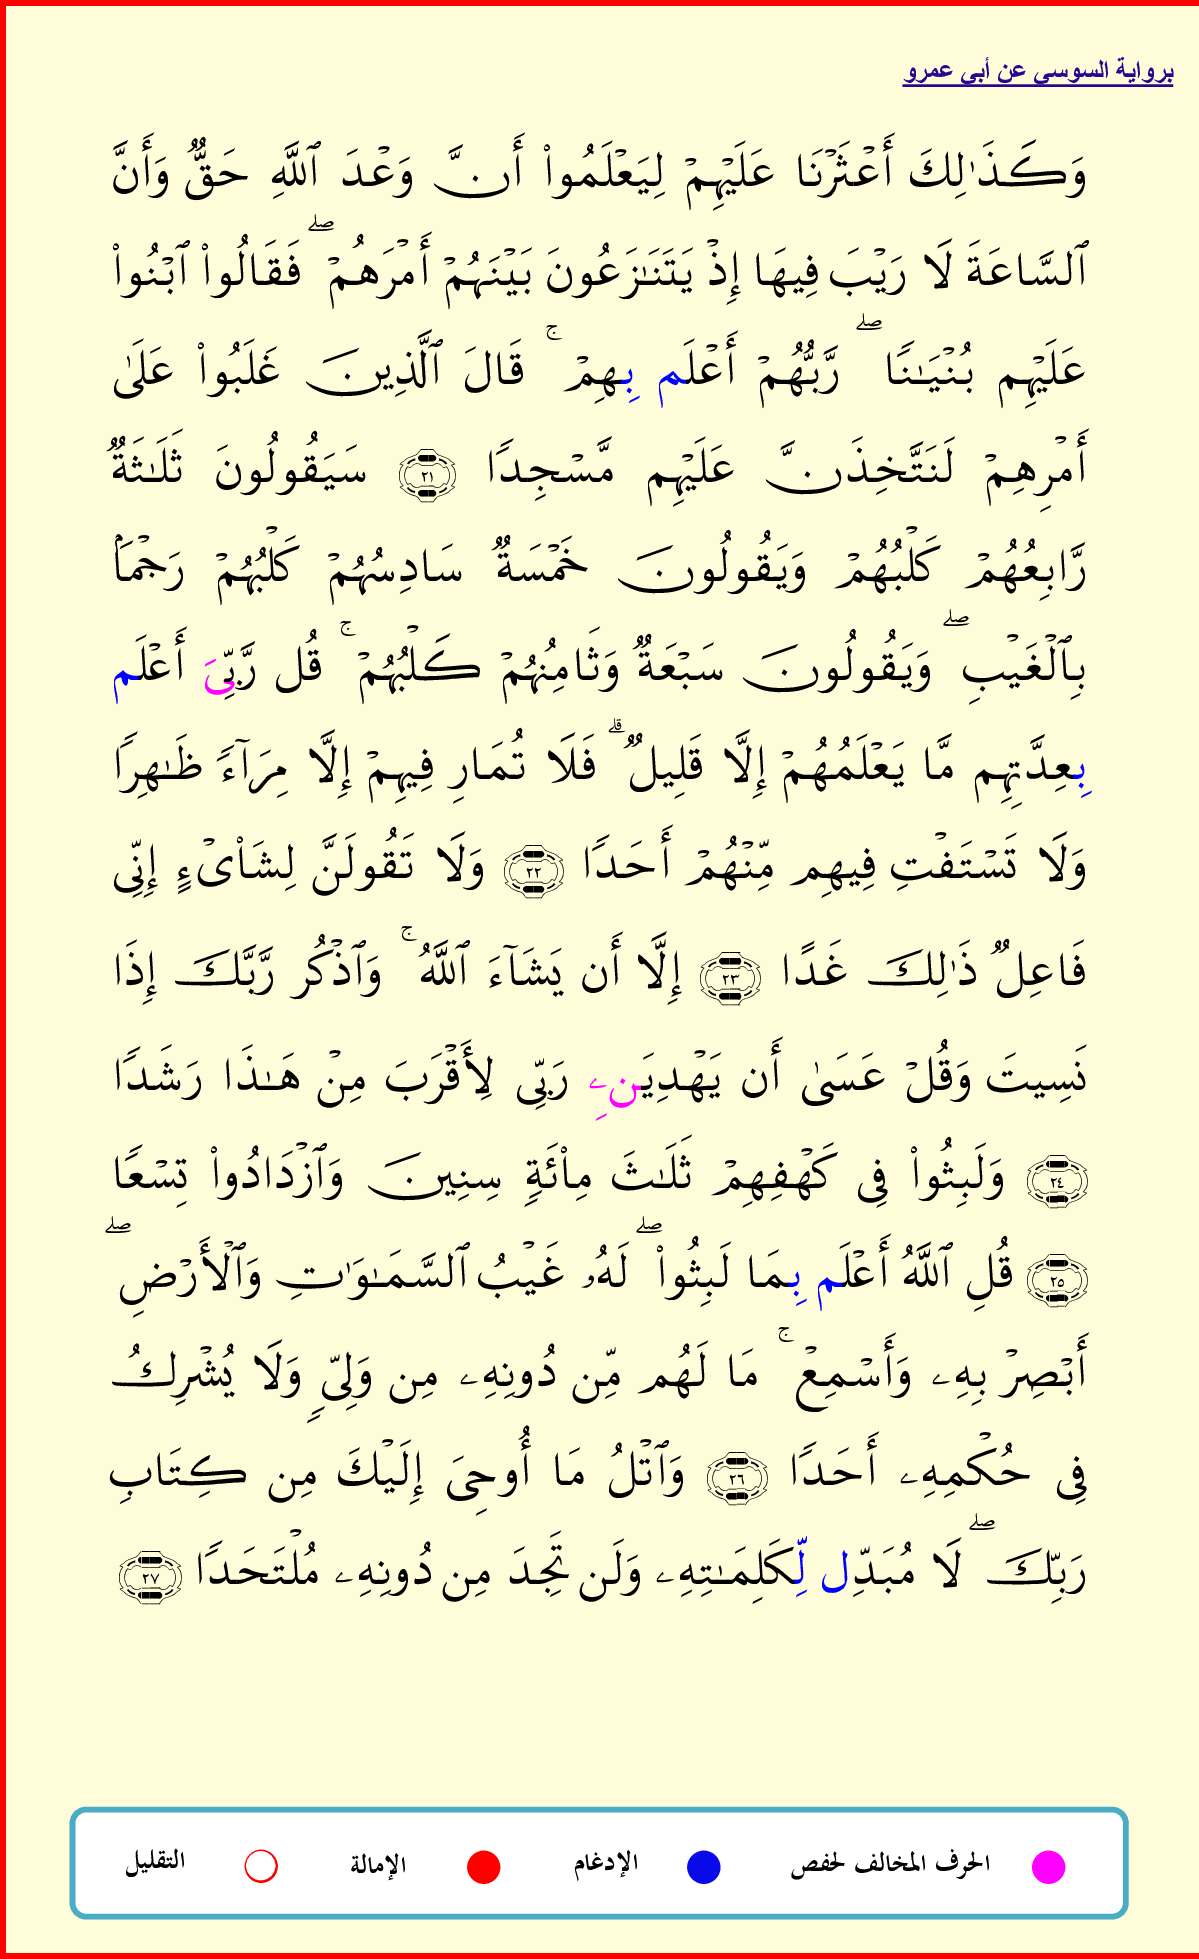 برواية السوسي عن أبي عمرو
وَكَذَٰلِكَ أَعۡثَرۡنَا عَلَيۡهِمۡ لِيَعۡلَمُواْ أَنَّ وَعۡدَ ٱللَّهِ حَقّٞ وَأَنَّ
ٱلسَّاعَةَ لَا رَيۡبَ فِيهَا إِذۡ يَتَنَٰزَعُونَ بَيۡنَهُمۡ أَمۡرَهُمۡۖ فَقَالُواْ ٱبۡنُواْ
عَلَيۡهِم بُنۡيَٰنٗاۖ رَّبُّهُمۡ أَعۡلَم بِهِمۡۚ قَالَ ٱلَّذِينَ غَلَبُواْ عَلَىٰ
أَمۡرِهِمۡ لَنَتَّخِذَنَّ عَلَيۡهِم مَّسۡجِدٗا ٢١ سَيَقُولُونَ ثَلَٰثَةٞ
رَّابِعُهُمۡ كَلۡبُهُمۡ وَيَقُولُونَ خَمۡسَةٞ سَادِسُهُمۡ كَلۡبُهُمۡ رَجۡمَۢا
بِٱلۡغَيۡبِۖ وَيَقُولُونَ سَبۡعَةٞ وَثَامِنُهُمۡ كَلۡبُهُمۡۚ قُل رَّبِّيَ أَعۡلَم
بِعِدَّتِهِم مَّا يَعۡلَمُهُمۡ إِلَّا قَلِيلٞۗ فَلَا تُمَارِ فِيهِمۡ إِلَّا مِرَآءٗ ظَٰهِرٗا
وَلَا تَسۡتَفۡتِ فِيهِم مِّنۡهُمۡ أَحَدٗا ٢٢ وَلَا تَقُولَنَّ لِشَاْيۡءٍ إِنِّي
فَاعِلٞ ذَٰلِكَ غَدًا ٢٣ إِلَّا أَن يَشَآءَ ٱللَّهُۚ وَٱذۡكُر رَّبَّكَ إِذَا
نَسِيتَ وَقُلۡ عَسَىٰ أَن يَهۡدِيَنِۦ رَبِّي لِأَقۡرَبَ مِنۡ هَٰذَا رَشَدٗا
٢٤ وَلَبِثُواْ فِي كَهۡفِهِمۡ ثَلَٰثَ مِاْئَةٖ سِنِينَ وَٱزۡدَادُواْ تِسۡعٗا
٢٥ قُلِ ٱللَّهُ أَعۡلَم بِمَا لَبِثُواْۖ لَهُۥ غَيۡبُ ٱلسَّمَٰوَٰتِ وَٱلۡأَرۡضِۖ
أَبۡصِرۡ بِهِۦ وَأَسۡمِعۡۚ مَا لَهُم مِّن دُونِهِۦ مِن وَلِيّٖ وَلَا يُشۡرِكُ
فِي حُكۡمِهِۦ أَحَدٗا ٢٦ وَٱتۡلُ مَا أُوحِيَ إِلَيۡكَ مِن كِتَابِ
رَبِّكَۖ لَا مُبَدِّل لِّكَلِمَٰتِهِۦ وَلَن تَجِدَ مِن دُونِهِۦ مُلۡتَحَدٗا ٢٧
الحرف المخالف لحفص الإدغام الإمالة التقليل